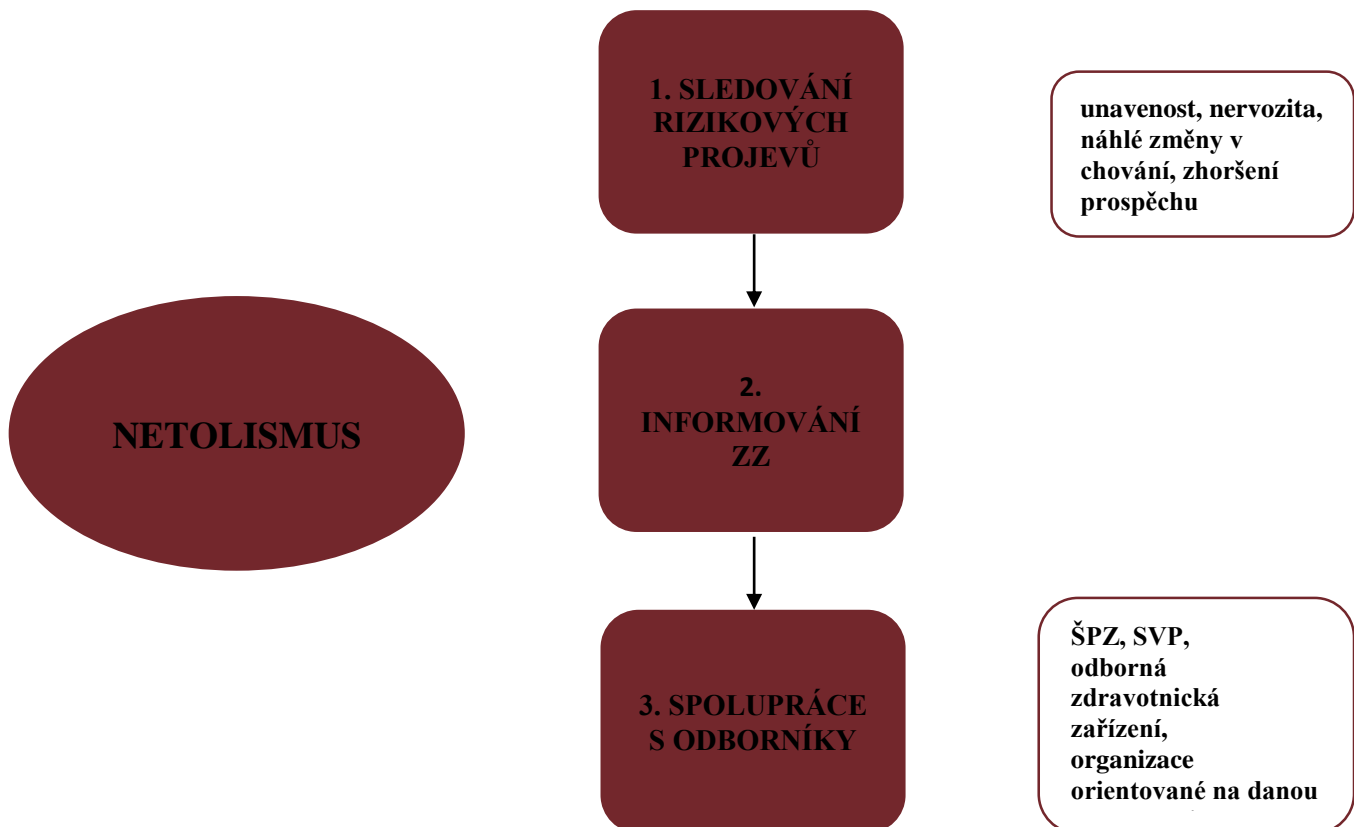 1. SLEDOVÁNÍ
RIZIKOVÝCH
PROJEVŮ
unavenost, nervozita,
náhlé změny v
chování, zhoršení
prospěchu
NETOLISMUS
2.
INFORMOVÁNÍ
ZZ
3. SPOLUPRÁCE
S ODBORNÍKY
ŠPZ, SVP,
odborná
zdravotnická
zařízení,
organizace
orientované na danou